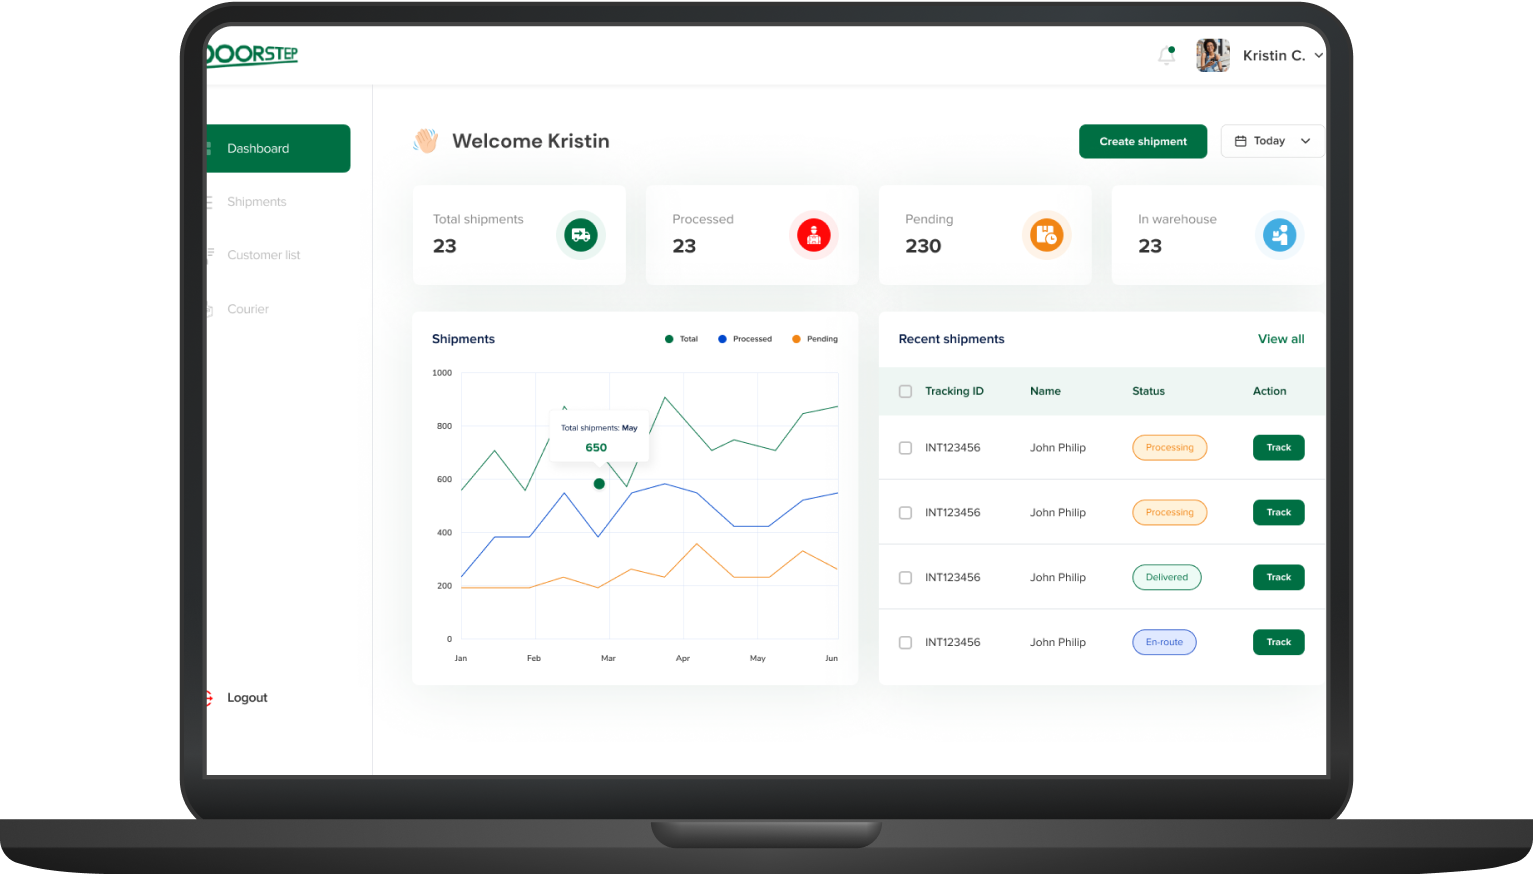 DOORSTEP
Kristin C.
Dashboard
Shipments
Customer list
Courier
Logout
Welcome Kristin
Create shipment
Today
Total shipments
23
Processed
23
Pending
230
In warehouse
23
Shipments
Total
Processed
Pending
1000
800
600
400
200
0
Total shipments: May
650
Jan
Feb
Mar
Apr
May
Jun
Recent shipments
View all
Tracking ID Name Status Action
INT123456 John Philip Processing Track
INT123456 John Philip Processing Track
INT123456 John Philip Delivered Track
INT123456 John Philip En-route Track